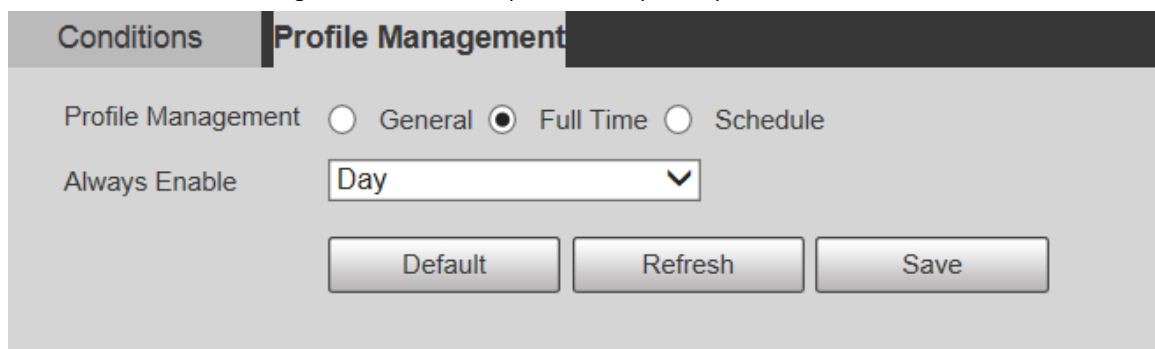 Conditions Profile Management
Profile Management General Full Time Schedule
Always Enable Day
Default Refresh Save